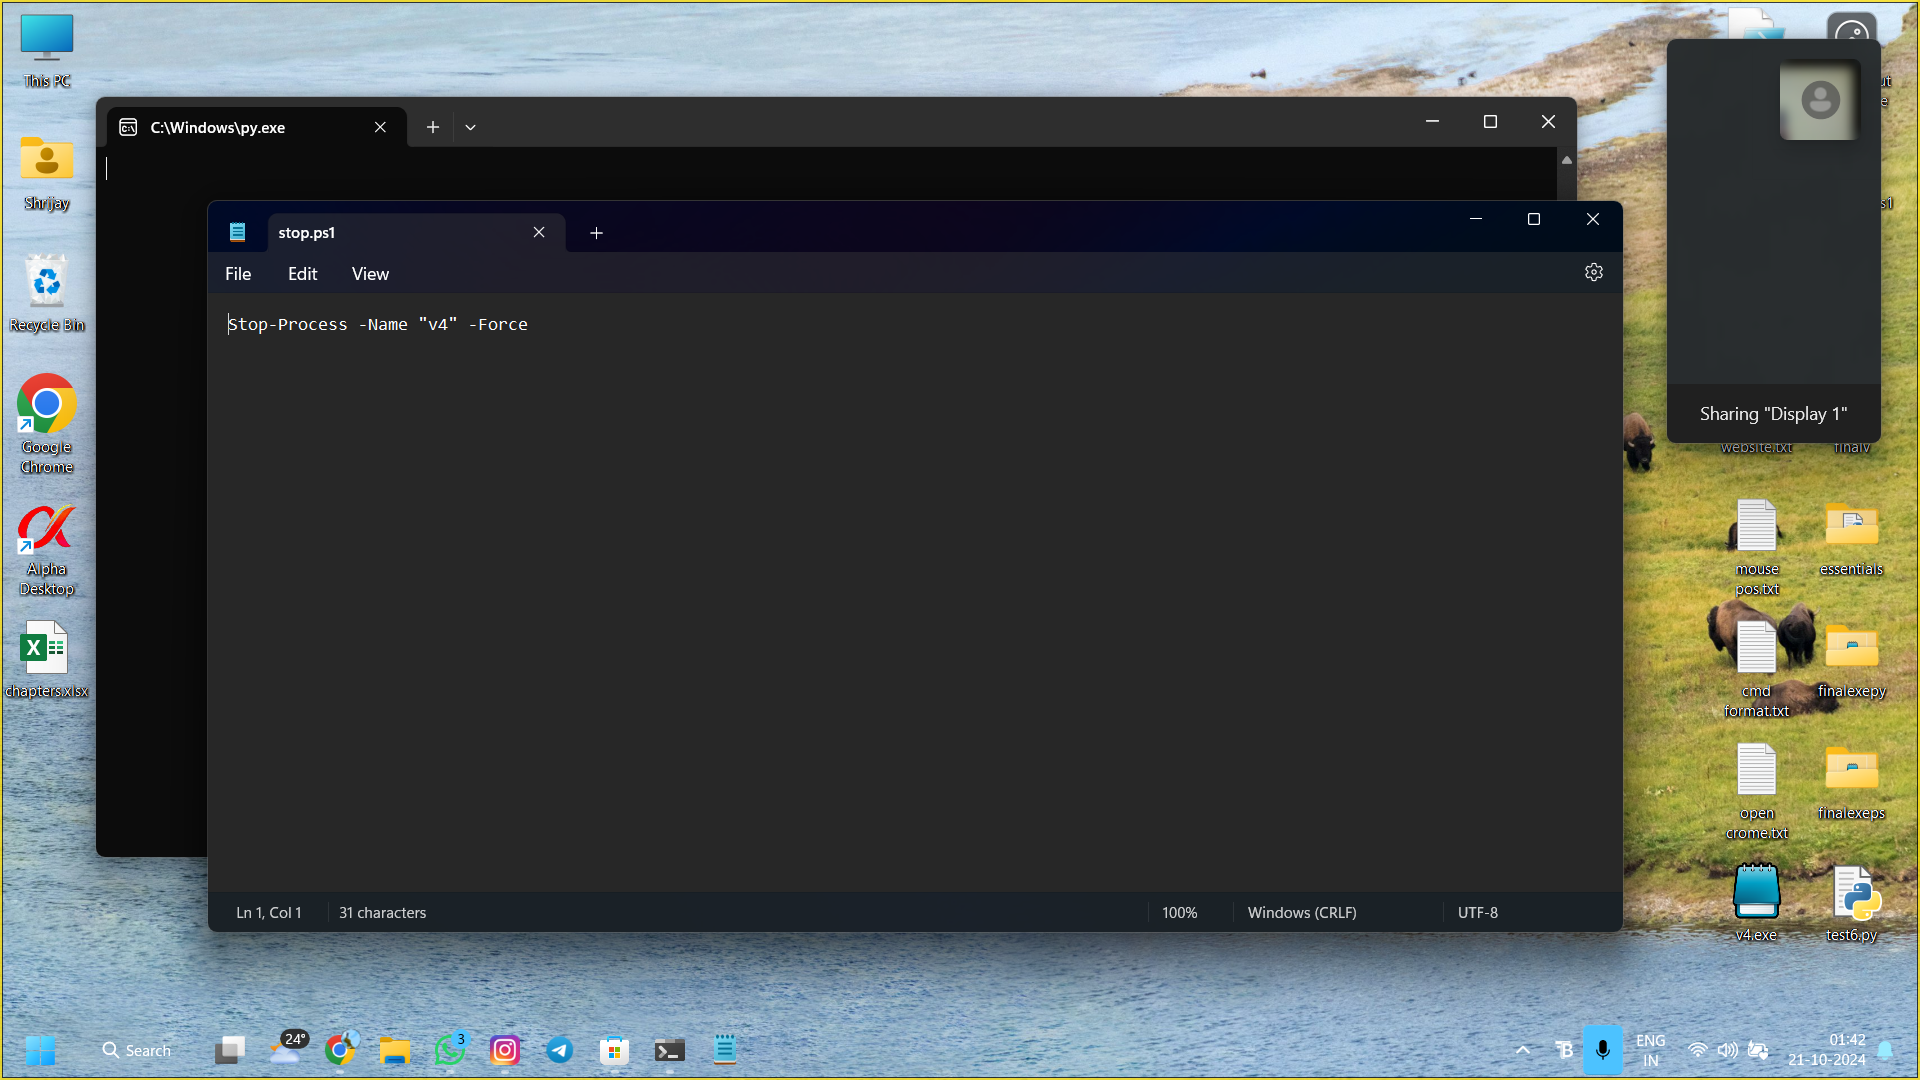 This PC
Shrijay
Recycle Bin
Google
Chrome
Alpha
Desktop
chapters.xlsx
C:\Windows\py.exe
stop.ps1
File
Edit
View
Stop-Process -Name "v4" -Force
Ln 1, Col 1
31 characters
100%
Windows (CRLF)
UTF-8
Sharing "Display 1"
website.txt
finalv
mouse
pos.txt
essentials
cmd
format.txt
finalexepy
open
crome.txt
finalexeps
v4.exe
test6.py
Search
24°
3
ENG
IN
01:42
21-10-2024